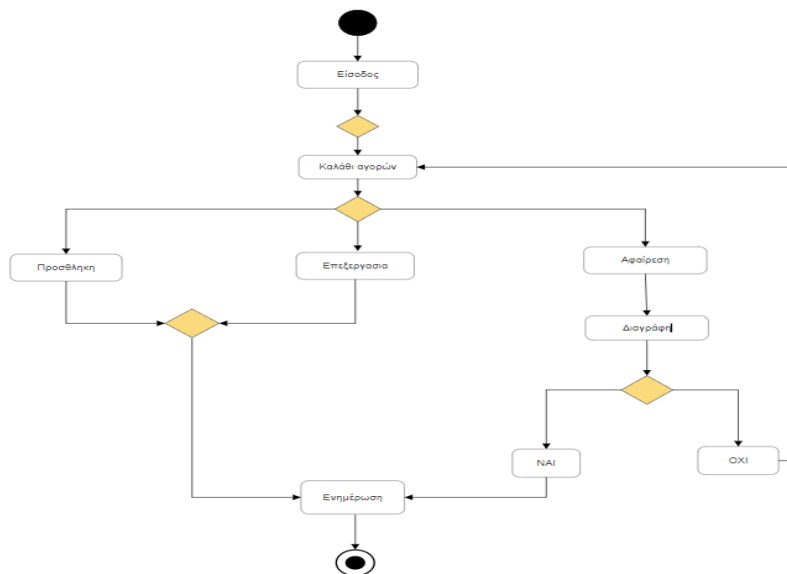 Είσοδος
Καλάθι αγορών
Προσθληκη
Επεξεργασια
Αφαίρεση
Διαγράφη
ΝΑΙ
ΟΧΙ
Ενημέρωση